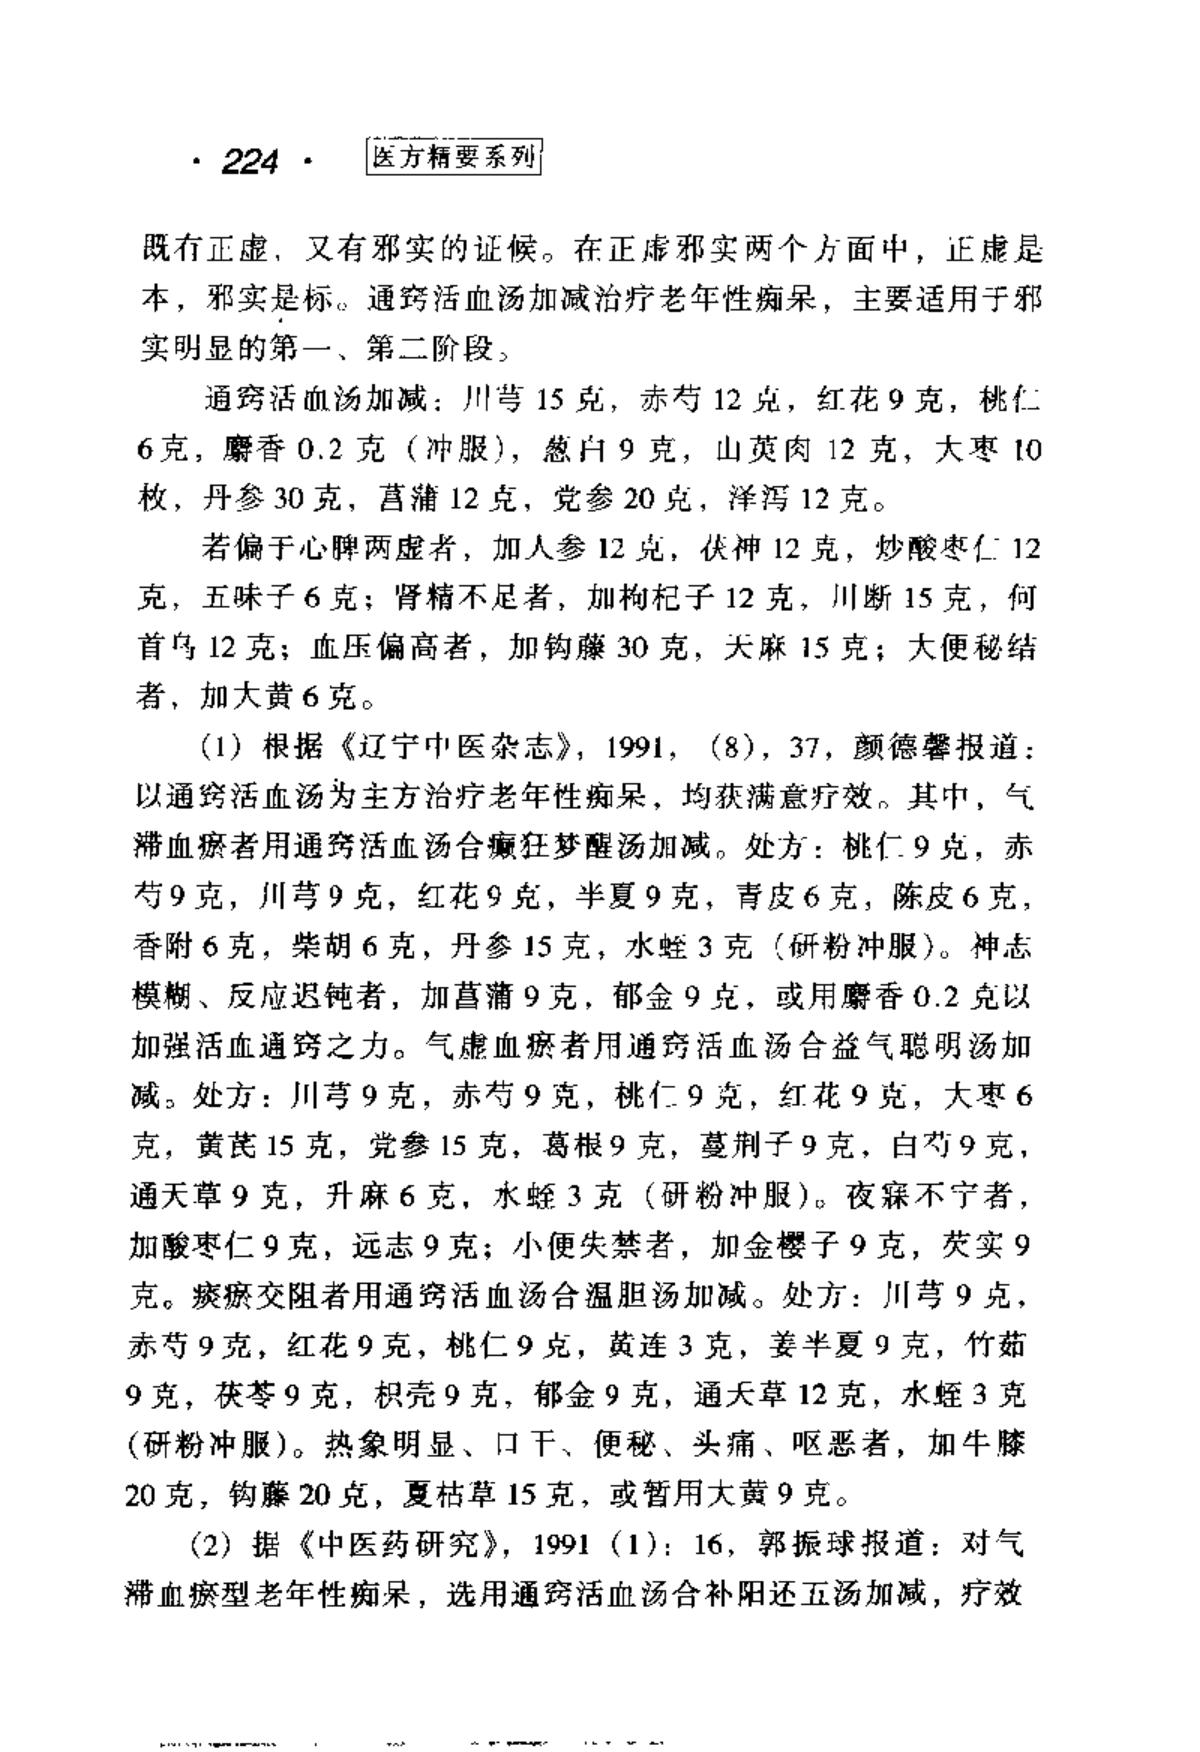 · 224 · 医方精要系列
既有正虚，又有邪实的证候。在正虚邪实两个方面中，正虚是
本，邪实是标。通窍活血汤加减治疗老年性痴呆，主要适用于邪
实明显的第一、第二阶段。
通窍活血汤加减：川芎 15 克，赤芍 12 克，红花 9 克，桃仁
6 克，麝香 0.2 克（冲服），葱白 9 克，山萸肉 12 克，大枣 10
枚，丹参 30 克，菖蒲 12 克，党参 20 克，泽泻 12 克。
若偏于心脾两虚者，加人参 12 克，茯神 12 克，炒酸枣仁 12
克，五味子 6 克；肾精不足者，加枸杞子 12 克，川断 15 克，何
首乌 12 克；血压偏高者，加钩藤 30 克，天麻 15 克；大便秘结
者，加大黄 6 克。
（1）根据《辽宁中医杂志》，1991，（8），37，颜德馨报道：
以通窍活血汤为主方治疗老年性痴呆，均获满意疗效。其中，气
滞血瘀者用通窍活血汤合癫狂梦醒汤加减。处方：桃仁 9 克，赤
芍 9 克，川芎 9 克，红花 9 克，半夏 9 克，青皮 6 克，陈皮 6 克，
香附 6 克，柴胡 6 克，丹参 15 克，水蛭 3 克（研粉冲服）。神志
模糊、反应迟钝者，加菖蒲 9 克，郁金 9 克，或用麝香 0.2 克以
加强活血通窍之力。气虚血瘀者用通窍活血汤合益气聪明汤加
减。处方：川芎 9 克，赤芍 9 克，桃仁 9 克，红花 9 克，大枣 6
克，黄芪 15 克，党参 15 克，葛根 9 克，蔓荆子 9 克，白芍 9 克，
通天草 9 克，升麻 6 克，水蛭 3 克（研粉冲服）。夜寐不宁者，
加酸枣仁 9 克，远志 9 克；小便失禁者，加金樱子 9 克，芡实 9
克。痰瘀交阻者用通窍活血汤合温胆汤加减。处方：川芎 9 克，
赤芍 9 克，红花 9 克，桃仁 9 克，黄连 3 克，姜半夏 9 克，竹茹
9 克，茯苓 9 克，枳壳 9 克，郁金 9 克，通天草 12 克，水蛭 3 克
（研粉冲服）。热象明显、口干、便秘、头痛、呕恶者，加牛膝
20 克，钩藤 20 克，夏枯草 15 克，或暂用大黄 9 克。
（2）据《中医药研究》，1991（1）：16，郭振球报道：对气
滞血瘀型老年性痴呆，选用通窍活血汤合补阳还五汤加减，疗效